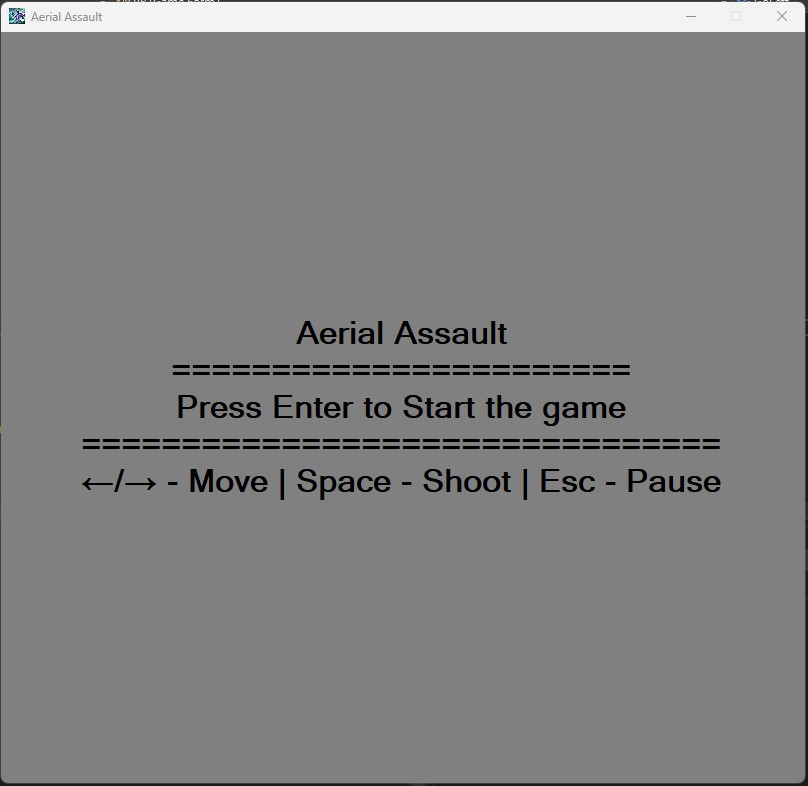 Aerial Assault
Aerial Assault
=======================
Press Enter to Start the game
================================
←/→ - Move | Space - Shoot | Esc - Pause